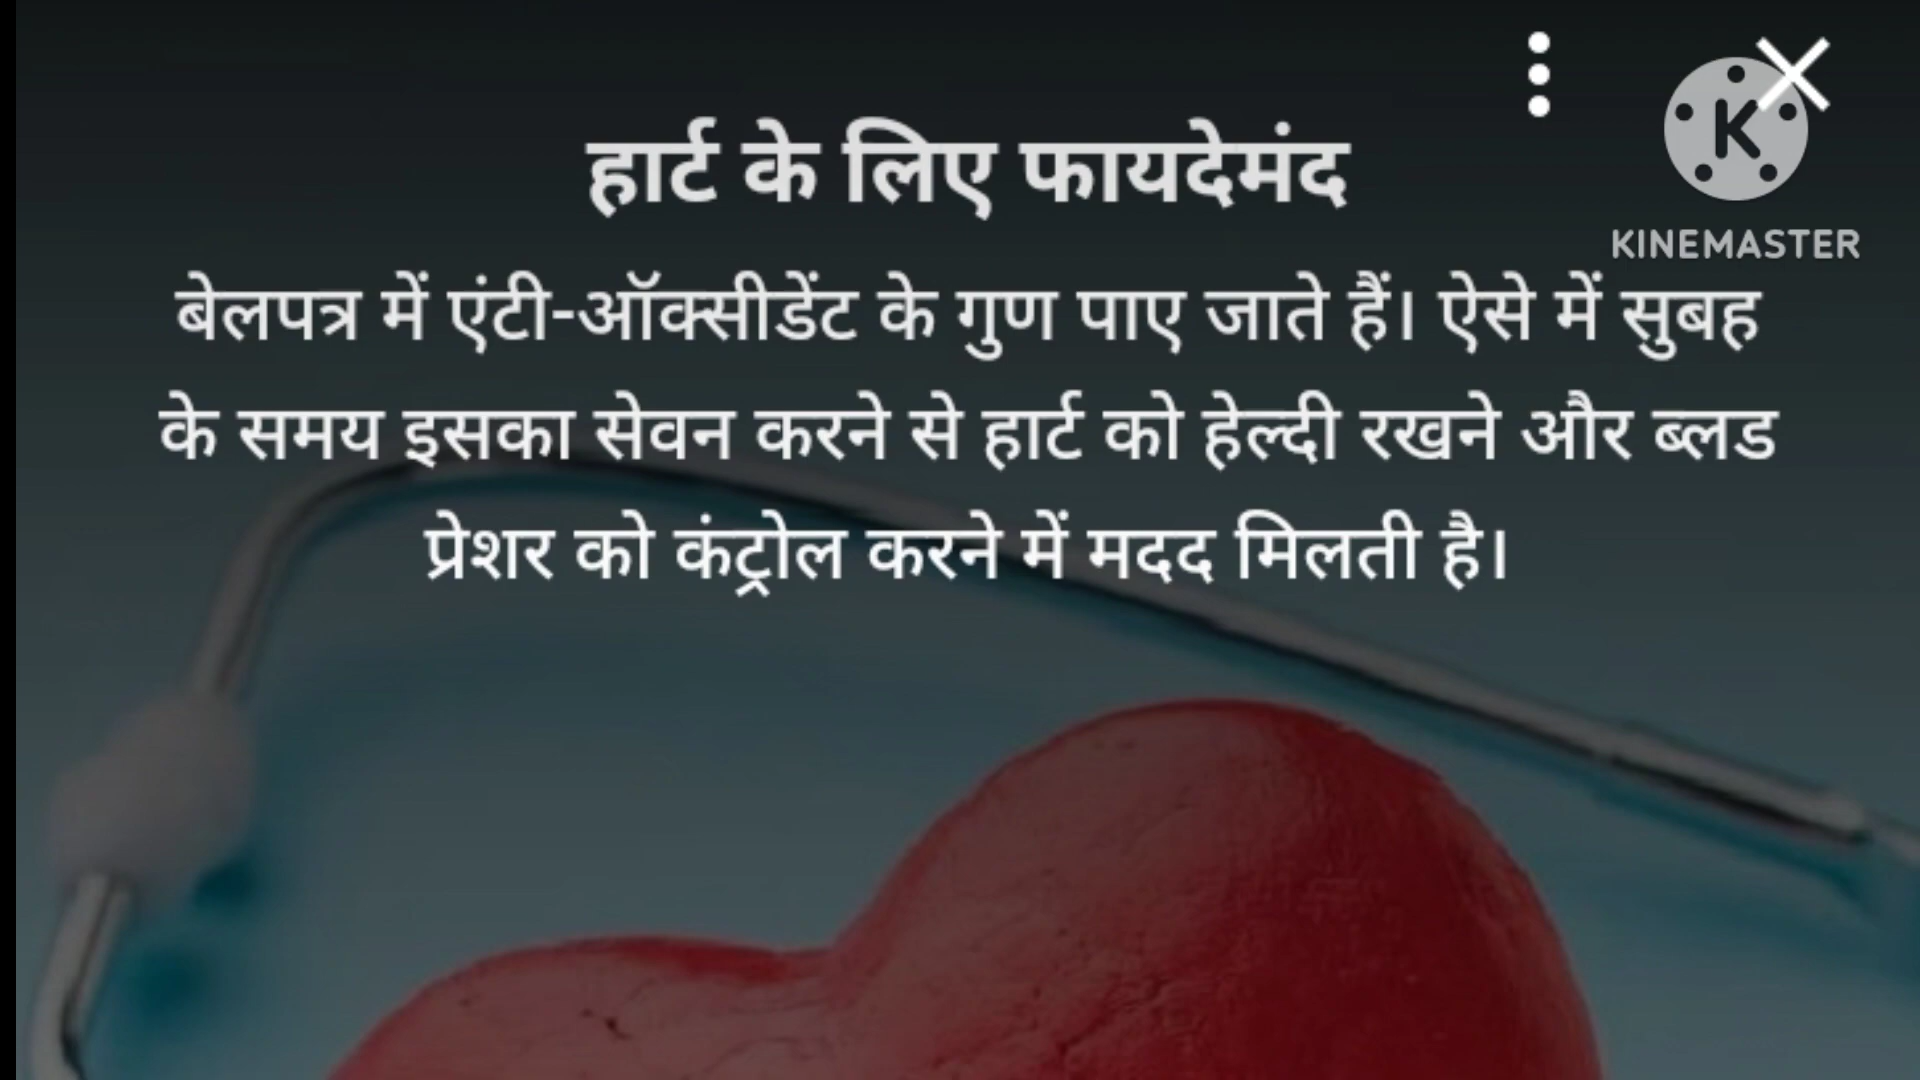 हार्ट के लिए फायदेमंद
KINEMASTER
बेलपत्र में एंटी-ऑक्सीडेंट के गुण पाए जाते हैं। ऐसे में सुबह
के समय इसका सेवन करने से हार्ट को हेल्दी रखने और ब्लड
प्रेशर को कंट्रोल करने में मदद मिलती है।